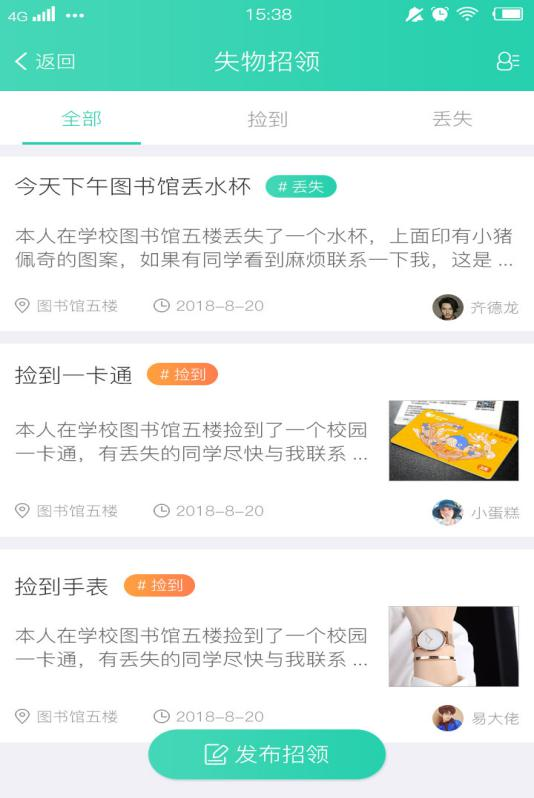 4G 15:38
返回 失物招领
全部 捡到 丢失
今天下午图书馆丢水杯 # 丢失
本人在学校图书馆五楼丢失了一个水杯，上面印有小猪
佩奇的图案，如果有同学看到麻烦联系一下我，这是 ...
图书馆五楼 2018-8-20 齐德龙
捡到一卡通 # 捡到
本人在学校图书馆五楼捡到了一个校园
一卡通，有丢失的同学尽快与我联系 ...
图书馆五楼 2018-8-20 小蛋糕
捡到手表 # 捡到
本人在学校图书馆五楼捡到了一个校园
一卡通，有丢失的同学尽快与我联系 ...
图书馆五楼 2018-8-20 易大佬
发布招领